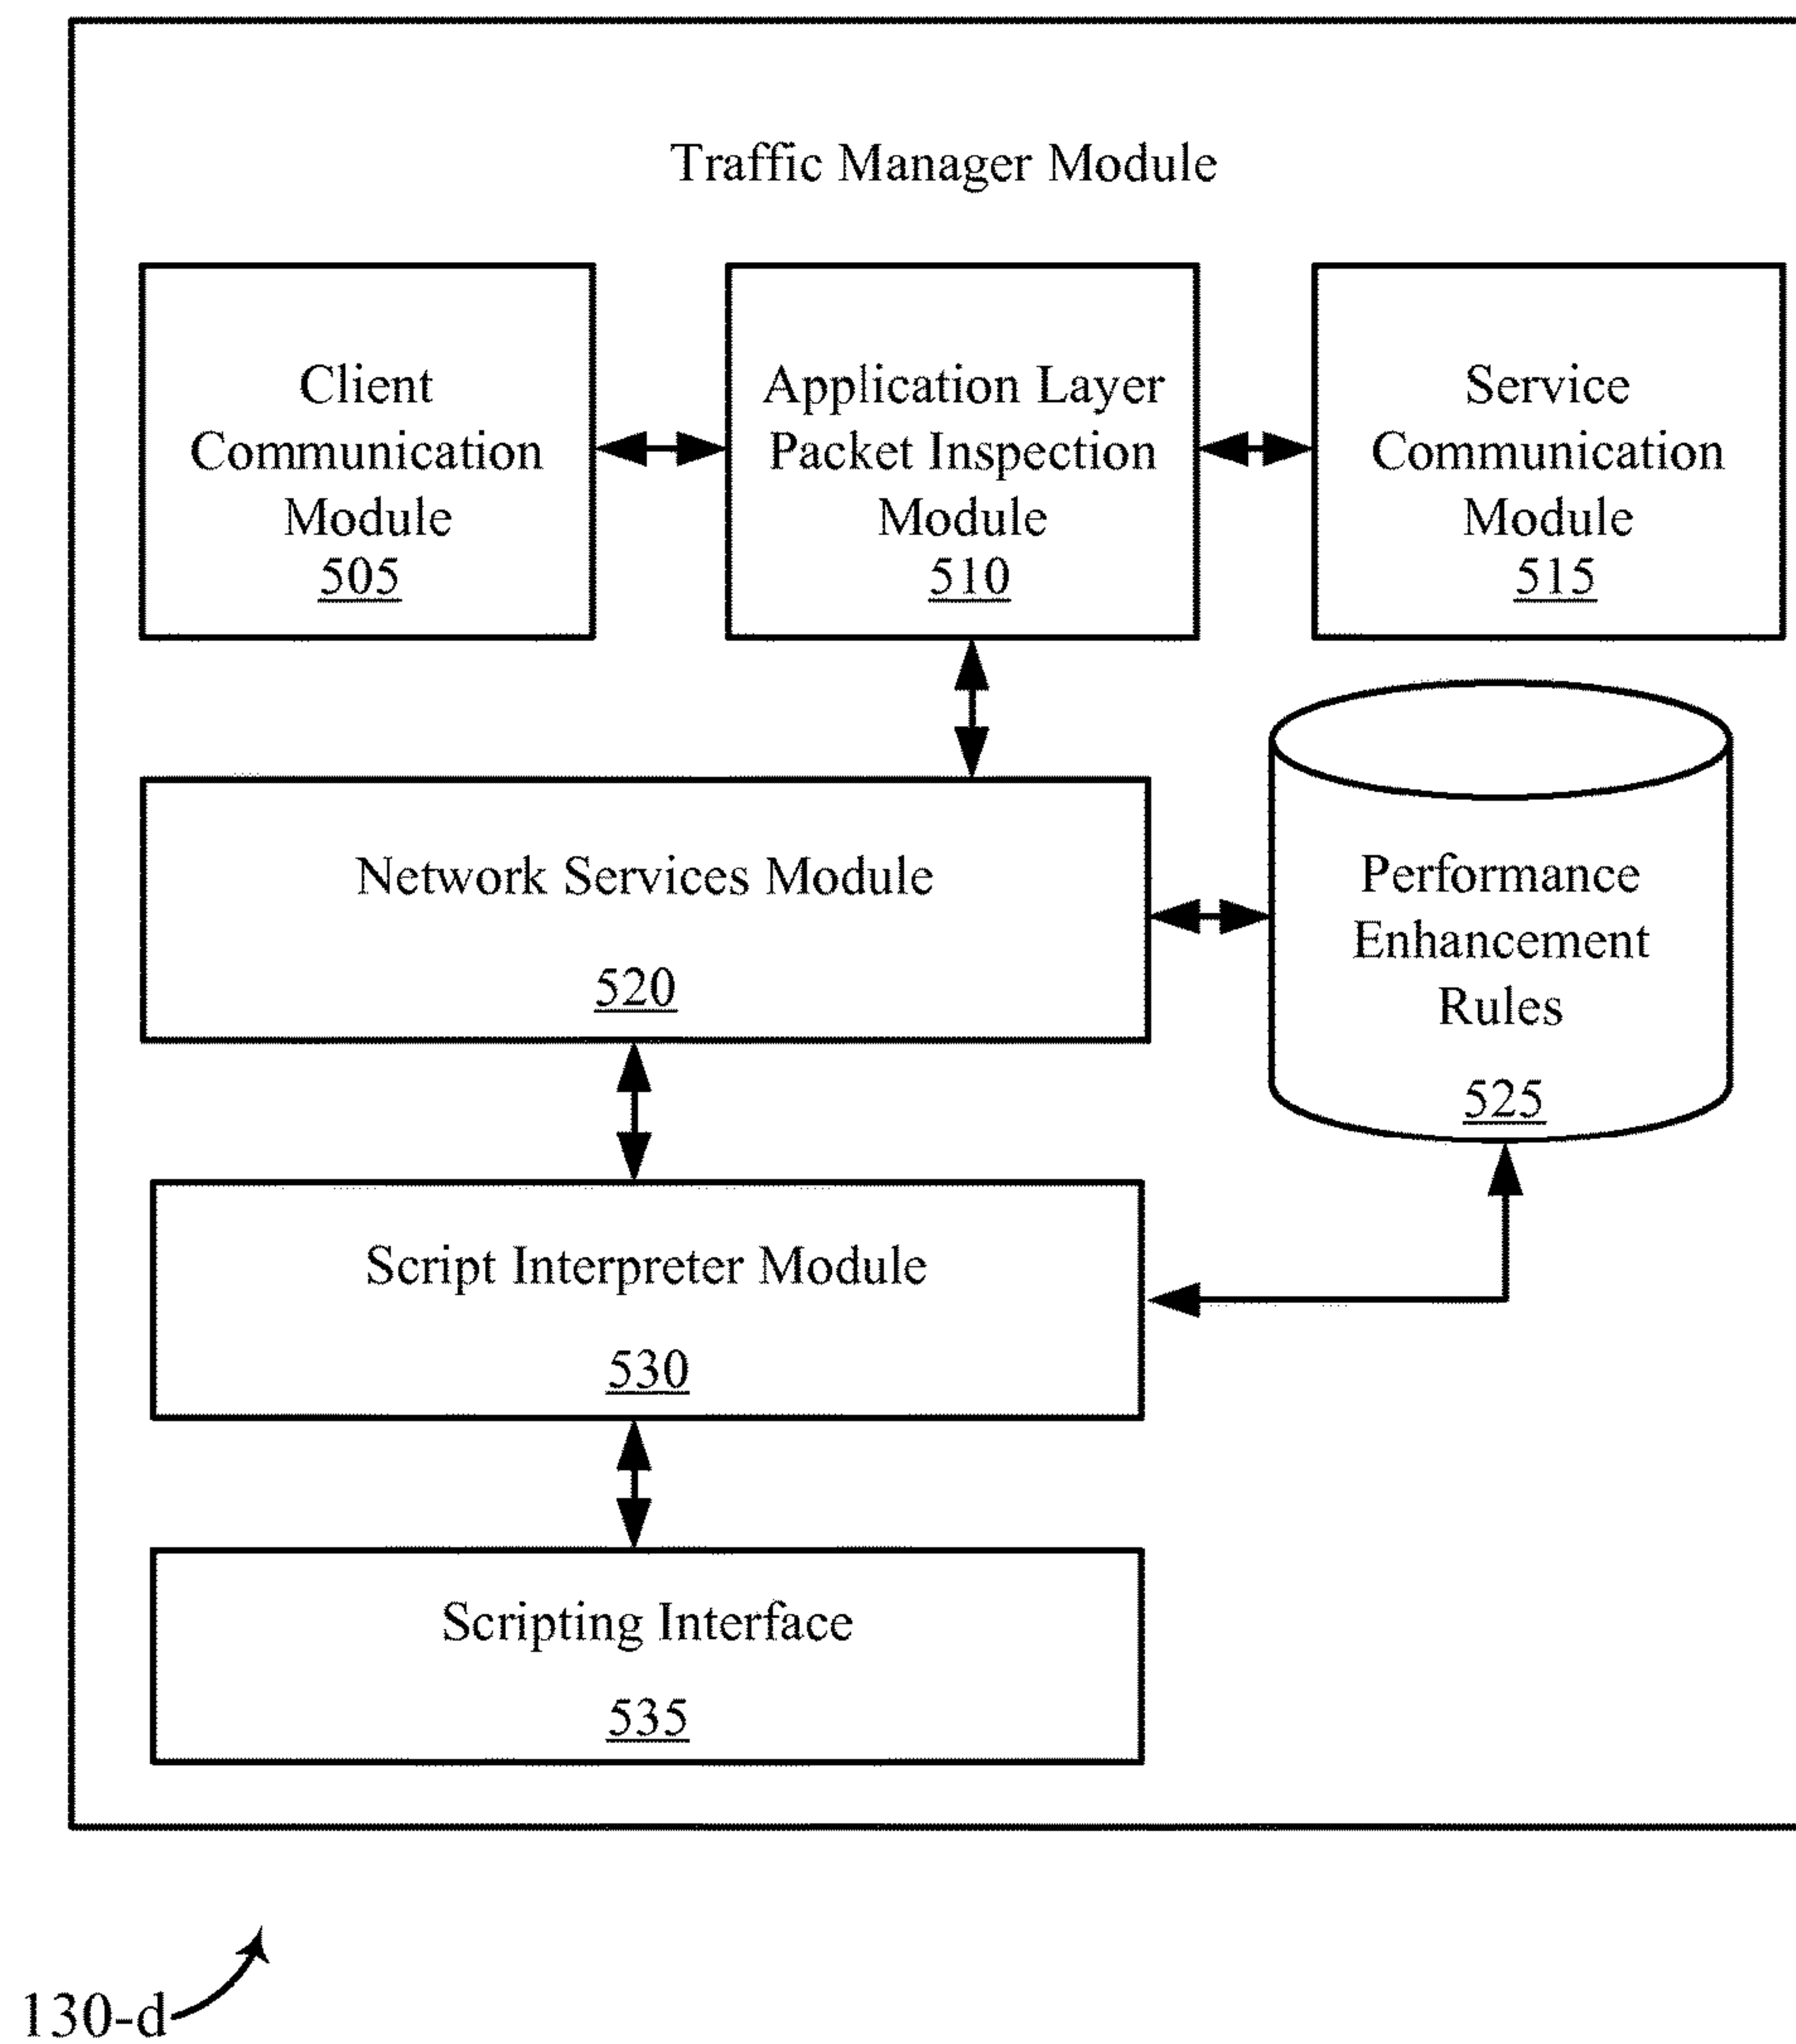 Traffic Manager Module
Client
Communication
Module
505
Application Layer
Packet Inspection
Module
510
Service
Communication
Module
515
Network Services Module
520
Performance
Enhancement
Rules
525
Script Interpreter Module
530
Scripting Interface
535
130-d